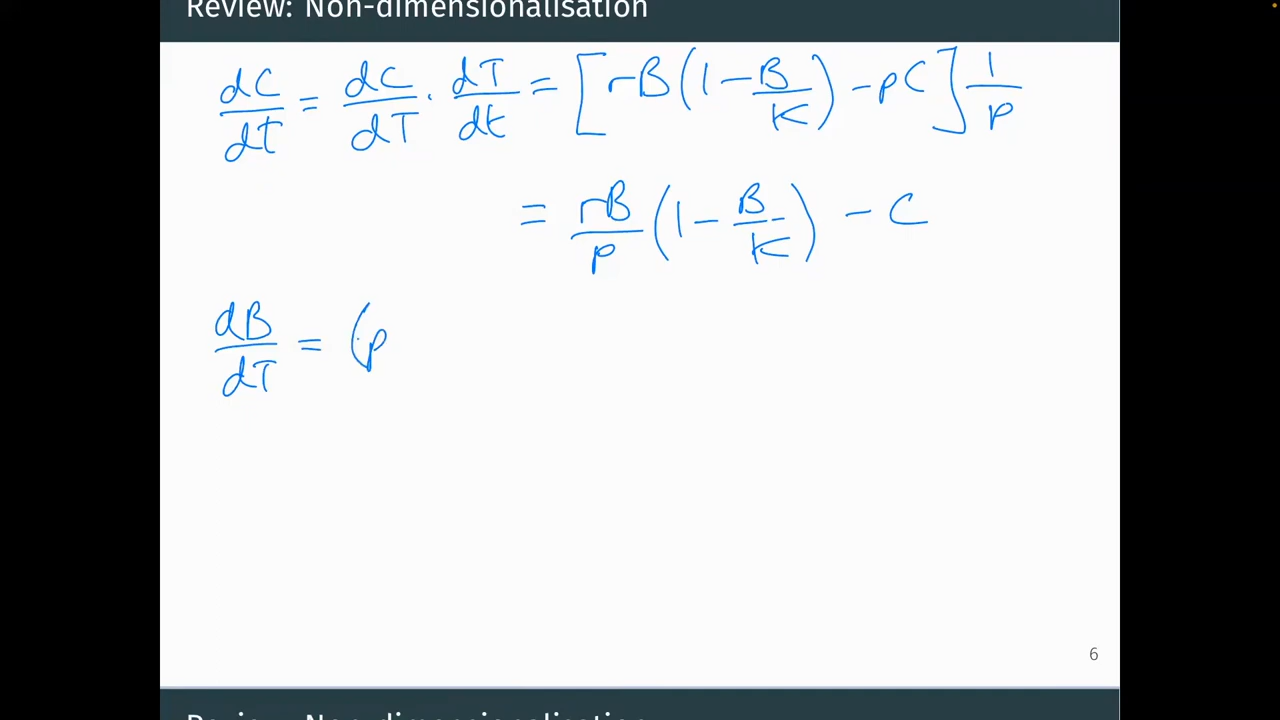 Review: Non-dimensionalisation
dC/dt = dC/dT · dT/dt = [rB(1 - B/K) - pC] 1/p
= rB/p (1 - B/K) - C
dB/dT = (p
6
Review: Non-dimensionalisation